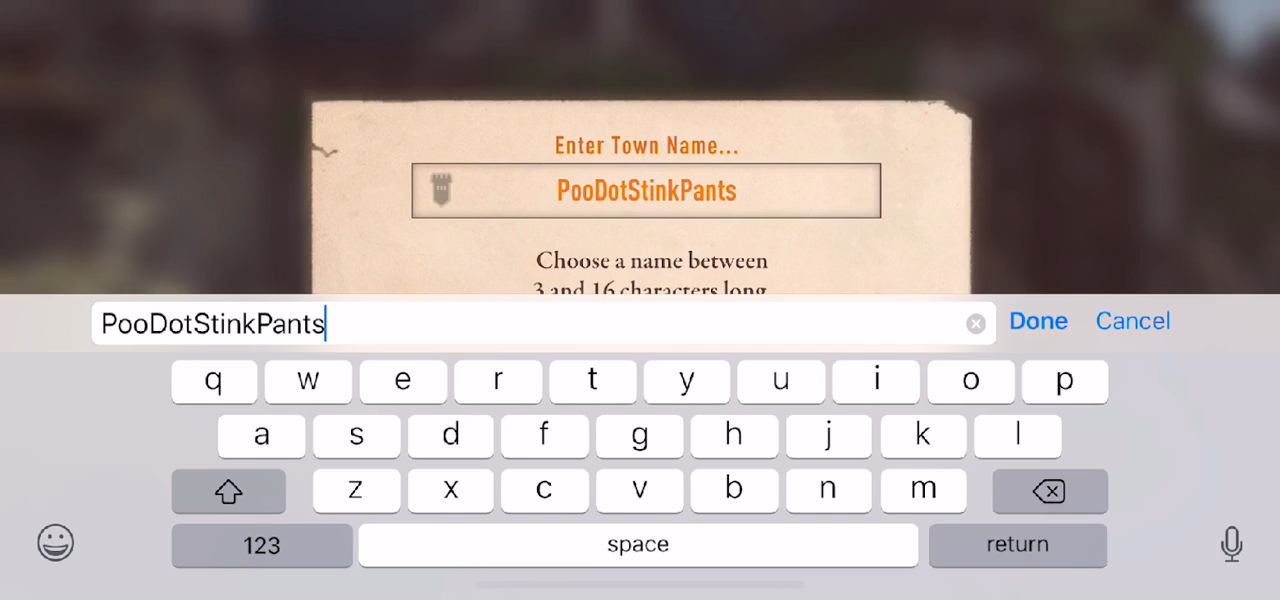 Enter Town Name...
PooDotStinkPants
Choose a name between
3 and 16 characters long
PooDotStinkPants Done Cancel
q w e r t y u i o p
a s d f g h j k l
z x c v b n m
123 space return